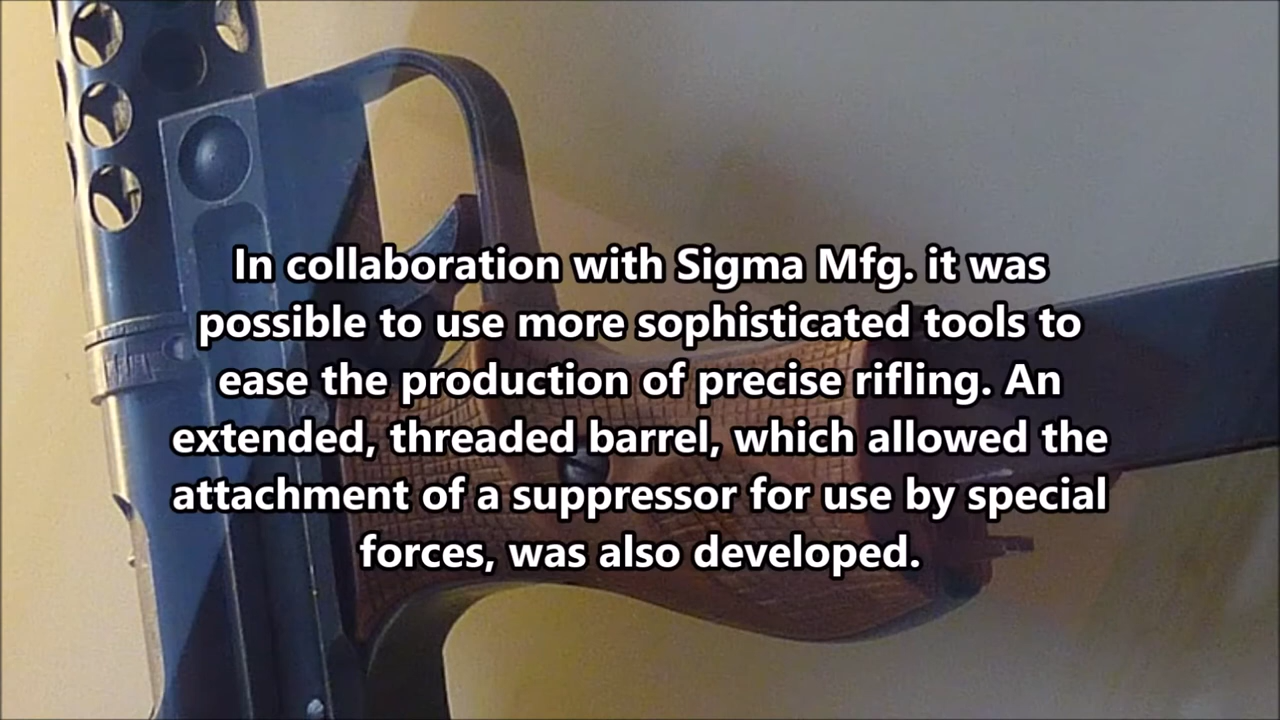 In collaboration with Sigma Mfg. it was
possible to use more sophisticated tools to
ease the production of precise rifling. An
extended, threaded barrel, which allowed the
attachment of a suppressor for use by special
forces, was also developed.